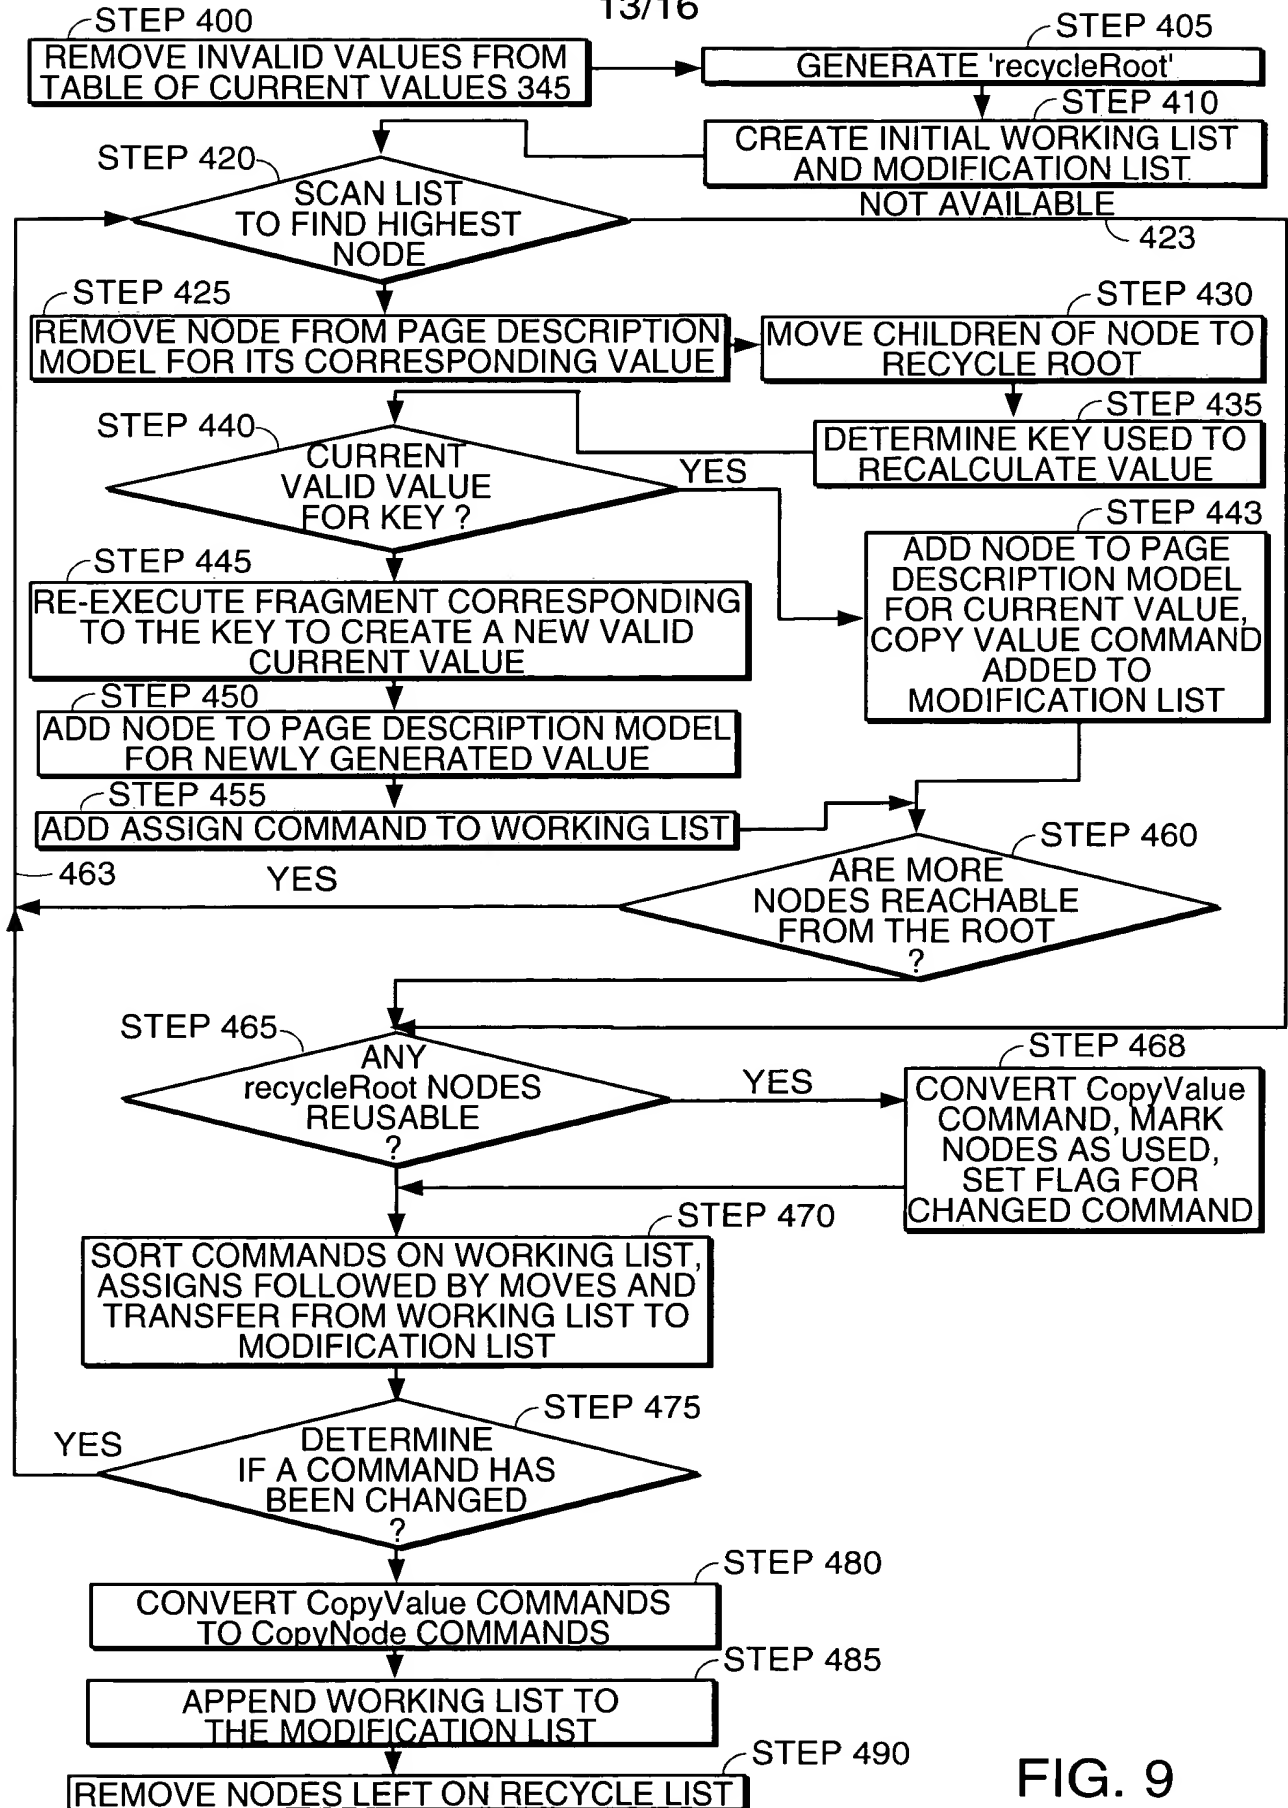 13/16
STEP 400
REMOVE INVALID VALUES FROM
TABLE OF CURRENT VALUES 345
STEP 405
GENERATE 'recycleRoot'
STEP 410
CREATE INITIAL WORKING LIST
AND MODIFICATION LIST
STEP 420
SCAN LIST
TO FIND HIGHEST
NODE
NOT AVAILABLE
423
STEP 425
REMOVE NODE FROM PAGE DESCRIPTION
MODEL FOR ITS CORRESPONDING VALUE
STEP 430
MOVE CHILDREN OF NODE TO
RECYCLE ROOT
STEP 435
DETERMINE KEY USED TO
RECALCULATE VALUE
STEP 440
CURRENT
VALID VALUE
FOR KEY ?
YES
STEP 443
ADD NODE TO PAGE
DESCRIPTION MODEL
FOR CURRENT VALUE,
COPY VALUE COMMAND
ADDED TO
MODIFICATION LIST
STEP 445
RE-EXECUTE FRAGMENT CORRESPONDING
TO THE KEY TO CREATE A NEW VALID
CURRENT VALUE
STEP 450
ADD NODE TO PAGE DESCRIPTION MODEL
FOR NEWLY GENERATED VALUE
STEP 455
ADD ASSIGN COMMAND TO WORKING LIST
STEP 460
ARE MORE
NODES REACHABLE
FROM THE ROOT
?
463
YES
STEP 465
ANY
recycleRoot NODES
REUSABLE
?
YES
STEP 468
CONVERT CopyValue
COMMAND, MARK
NODES AS USED,
SET FLAG FOR
CHANGED COMMAND
STEP 470
SORT COMMANDS ON WORKING LIST,
ASSIGNS FOLLOWED BY MOVES AND
TRANSFER FROM WORKING LIST TO
MODIFICATION LIST
STEP 475
DETERMINE
IF A COMMAND HAS
BEEN CHANGED
?
YES
STEP 480
CONVERT CopyValue COMMANDS
TO CopyNode COMMANDS
STEP 485
APPEND WORKING LIST TO
THE MODIFICATION LIST
STEP 490
REMOVE NODES LEFT ON RECYCLE LIST
FIG. 9